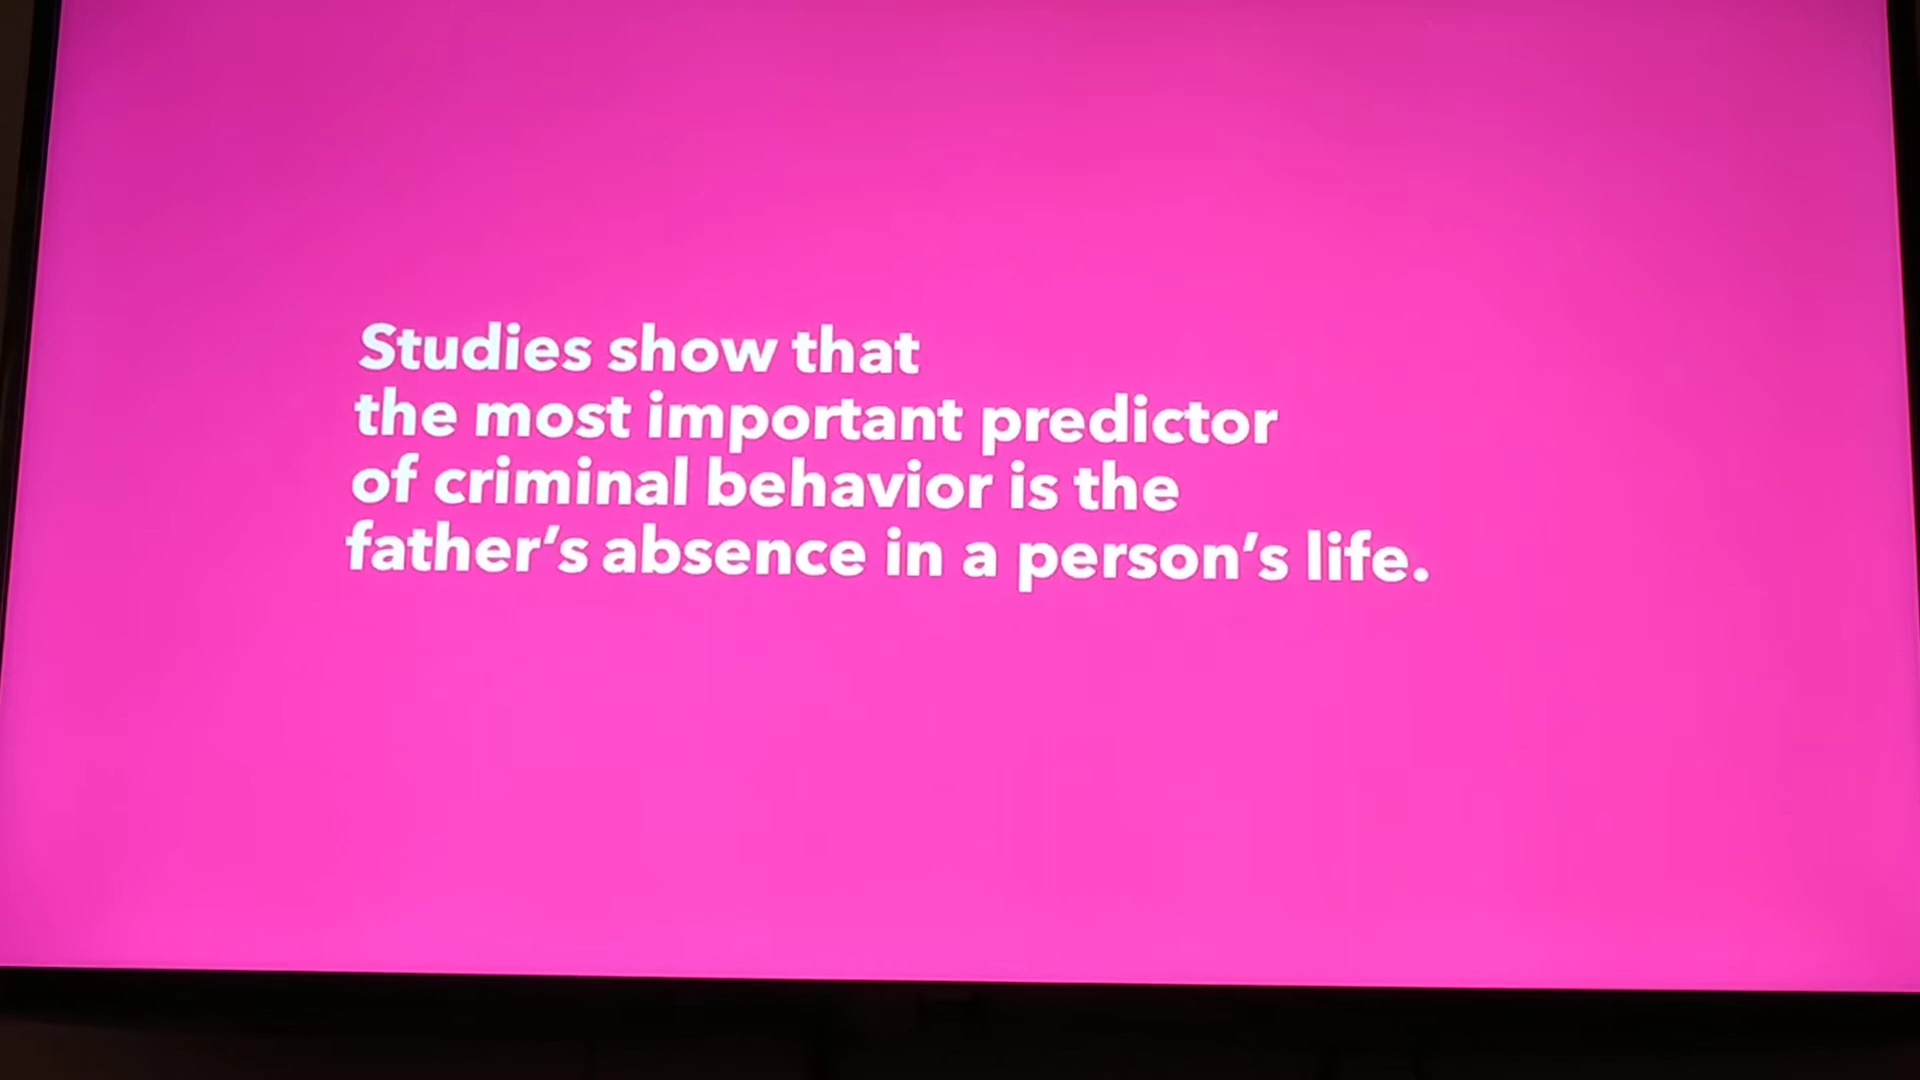 Studies show that
the most important predictor
of criminal behavior is the
father’s absence in a person’s life.